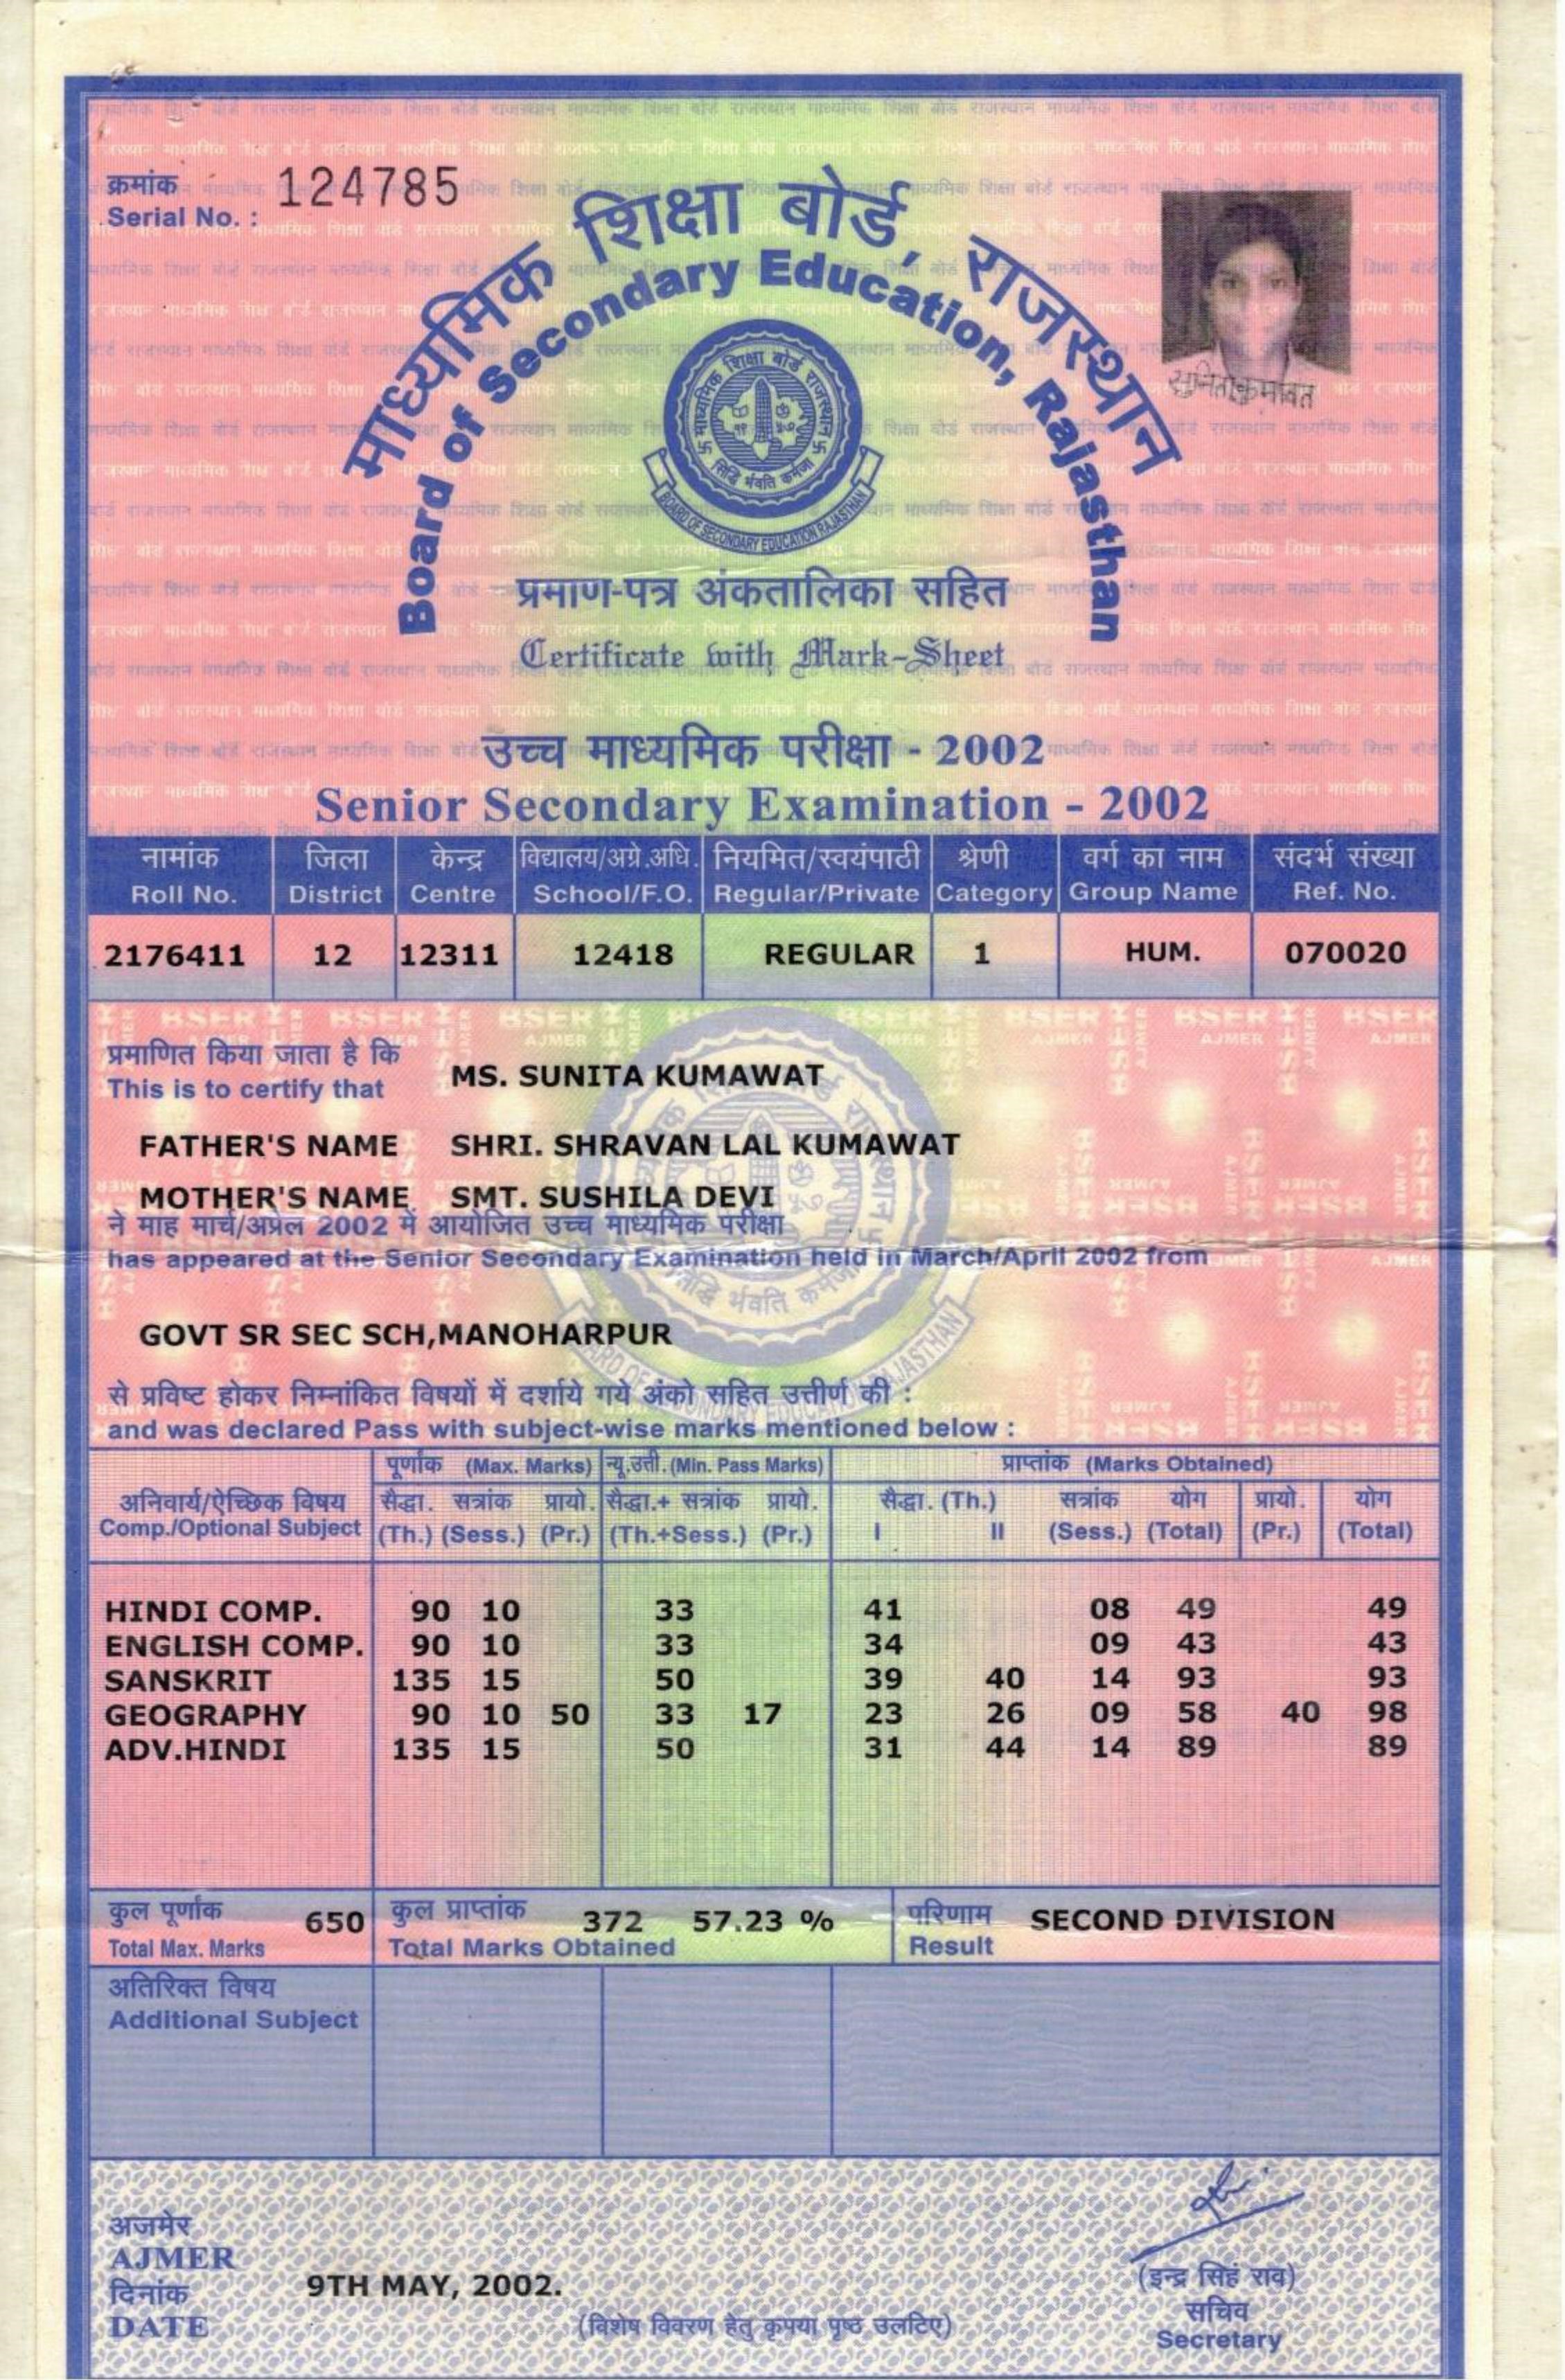 क्रमांक
Serial No. : 124785
माध्यमिक शिक्षा बोर्ड, राजस्थान
Board of Secondary Education, Rajasthan
माध्यमिक शिक्षा बोर्ड राजस्थान
सिद्धि र्भवति कर्मजा
BOARD OF SECONDARY EDUCATION RAJASTHAN
सुनिता कुमावत
प्रमाण-पत्र अंकतालिका सहित
Certificate with Mark-Sheet
उच्च माध्यमिक परीक्षा - 2002
Senior Secondary Examination - 2002
नामांक जिला केन्द्र विद्यालय/अग्रे.अधि. नियमित/स्वयंपाठी श्रेणी वर्ग का नाम संदर्भ संख्या
Roll No. District Centre School/F.O. Regular/Private Category Group Name Ref. No.
2176411 12 12311 12418 REGULAR 1 HUM. 070020
प्रमाणित किया जाता है कि
This is to certify that MS. SUNITA KUMAWAT
FATHER'S NAME SHRI. SHRAVAN LAL KUMAWAT
MOTHER'S NAME SMT. SUSHILA DEVI
ने माह मार्च/अप्रेल 2002 में आयोजित उच्च माध्यमिक परीक्षा
has appeared at the Senior Secondary Examination held in March/April 2002 from
GOVT SR SEC SCH,MANOHARPUR
से प्रविष्ट होकर निम्नांकित विषयों में दर्शाये गये अंको सहित उत्तीर्ण की :
and was declared Pass with subject-wise marks mentioned below :
पूर्णांक (Max. Marks) न्यू.उत्ती. (Min. Pass Marks) प्राप्तांक (Marks Obtained)
अनिवार्य/ऐच्छिक विषय सैद्धा. सत्रांक प्रायो. सैद्धा.+ सत्रांक प्रायो. सैद्धा. (Th.) सत्रांक योग प्रायो. योग
Comp./Optional Subject (Th.) (Sess.) (Pr.) (Th.+Sess.) (Pr.) I II (Sess.) (Total) (Pr.) (Total)
HINDI COMP. 90 10 33 41 08 49 49
ENGLISH COMP. 90 10 33 34 09 43 43
SANSKRIT 135 15 50 39 40 14 93 93
GEOGRAPHY 90 10 50 33 17 23 26 09 58 40 98
ADV.HINDI 135 15 50 31 44 14 89 89
कुल पूर्णांक 650 कुल प्राप्तांक 372 57.23 % परिणाम SECOND DIVISION
Total Max. Marks Total Marks Obtained Result
अतिरिक्त विषय
Additional Subject
अजमेर
AJMER
दिनांक 9TH MAY, 2002.
DATE
(विशेष विवरण हेतु कृपया पृष्ठ उलटिए)
(इन्द्र सिंह राव)
सचिव
Secretary